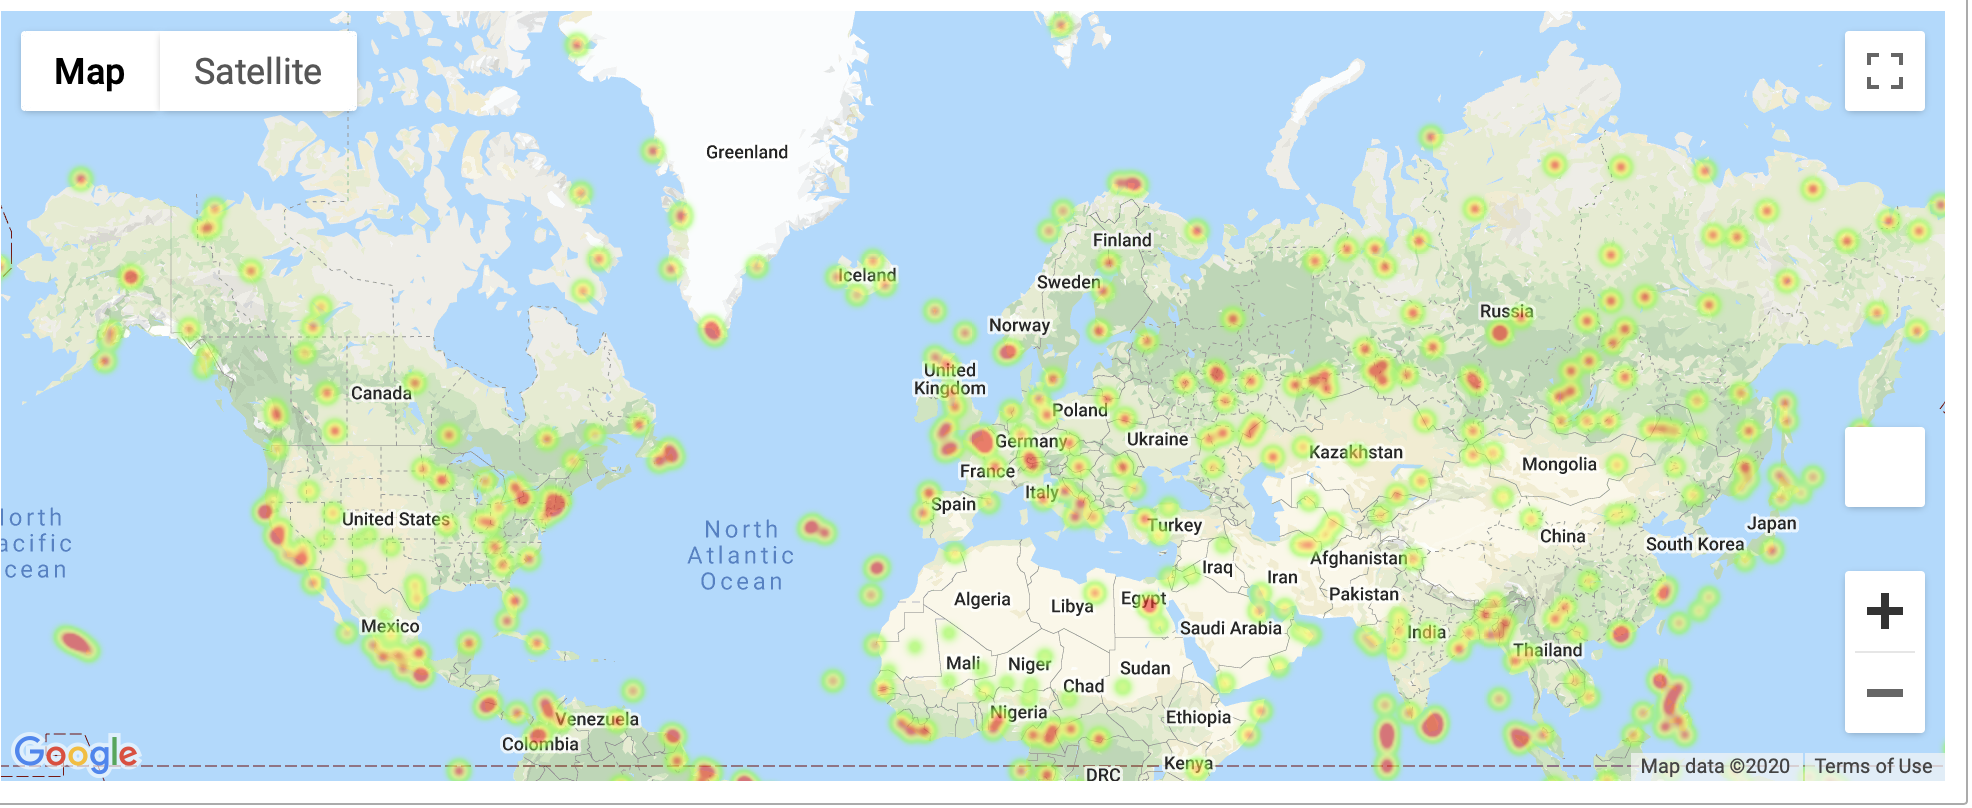 Map
Satellite
Greenland
Finland
Iceland
Sweden
Norway
Russia
United
Kingdom
Canada
Poland
Germany
Ukraine
Kazakhstan
France
Mongolia
Italy
Spain
United States
North
Atlantic
Ocean
Turkey
Japan
China
South Korea
Afghanistan
Iraq
Iran
Pakistan
Algeria
Libya
Egypt
Mexico
Saudi Arabia
India
Thailand
Mali
Niger
Sudan
Chad
Nigeria
Ethiopia
Venezuela
Colombia
Google
Kenya
DRC
Map data ©2020
Terms of Use